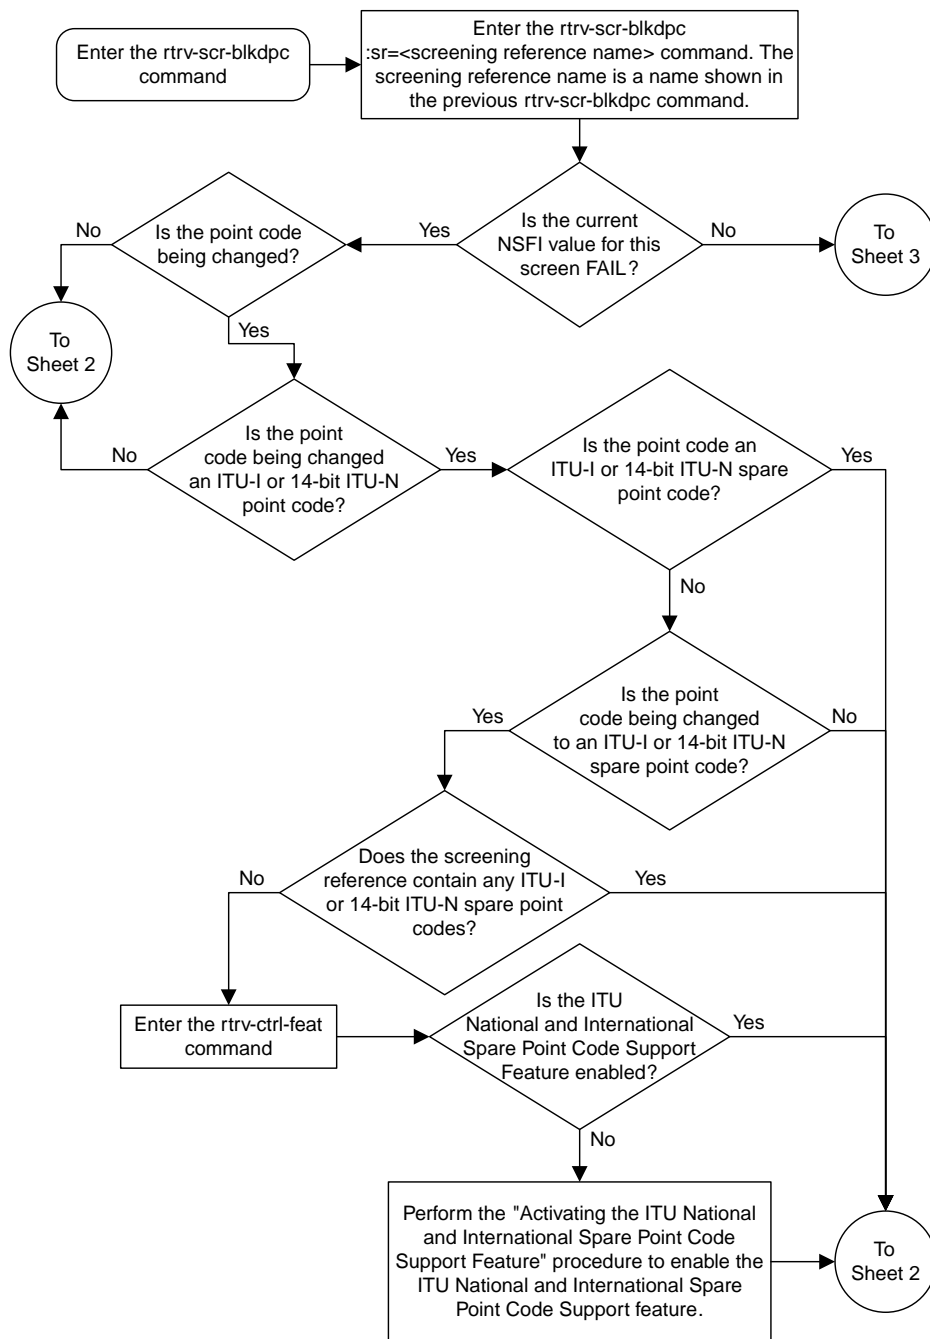 Enter the rtrv-scr-blkdpc
command
Enter the rtrv-scr-blkdpc
:sr=<screening reference name> command. The
screening reference name is a name shown in
the previous rtrv-scr-blkdpc command.
Is the current
NSFI value for this
screen FAIL?
Yes
No
To
Sheet 3
Is the point code
being changed?
No
Yes
To
Sheet 2
Is the point
code being changed
an ITU-I or 14-bit ITU-N
point code?
No
Yes
Is the point code an
ITU-I or 14-bit ITU-N spare
point code?
Yes
No
Is the point
code being changed
to an ITU-I or 14-bit ITU-N
spare point code?
Yes
No
Does the screening
reference contain any ITU-I
or 14-bit ITU-N spare point
codes?
No
Yes
Enter the rtrv-ctrl-feat
command
Is the ITU
National and International
Spare Point Code Support
Feature enabled?
Yes
No
Perform the "Activating the ITU National
and International Spare Point Code
Support Feature" procedure to enable the
ITU National and International Spare
Point Code Support feature.
To
Sheet 2